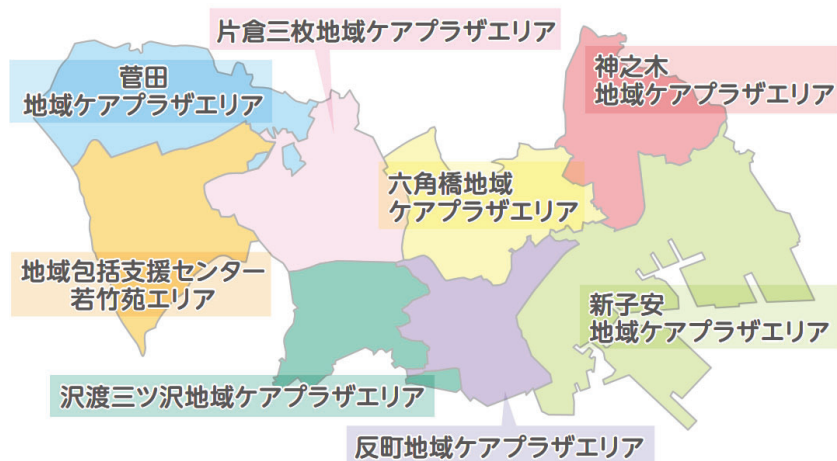 片倉三枚地域ケアプラザエリア
菅田
地域ケアプラザエリア
神之木
地域ケアプラザエリア
六角橋地域
ケアプラザエリア
地域包括支援センター
若竹苑エリア
新子安
地域ケアプラザエリア
沢渡三ツ沢地域ケアプラザエリア
反町地域ケアプラザエリア